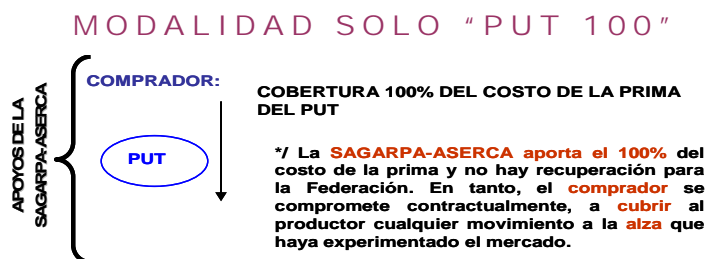 MODALIDAD SOLO “PUT 100”
APOYOS DE LA
SAGARPA-ASERCA
COMPRADOR:
PUT
COBERTURA 100% DEL COSTO DE LA PRIMA
DEL PUT
*/ La SAGARPA-ASERCA aporta el 100% del
costo de la prima y no hay recuperación para
la Federación. En tanto, el comprador se
compromete contractualmente, a cubrir al
productor cualquier movimiento a la alza que
haya experimentado el mercado.